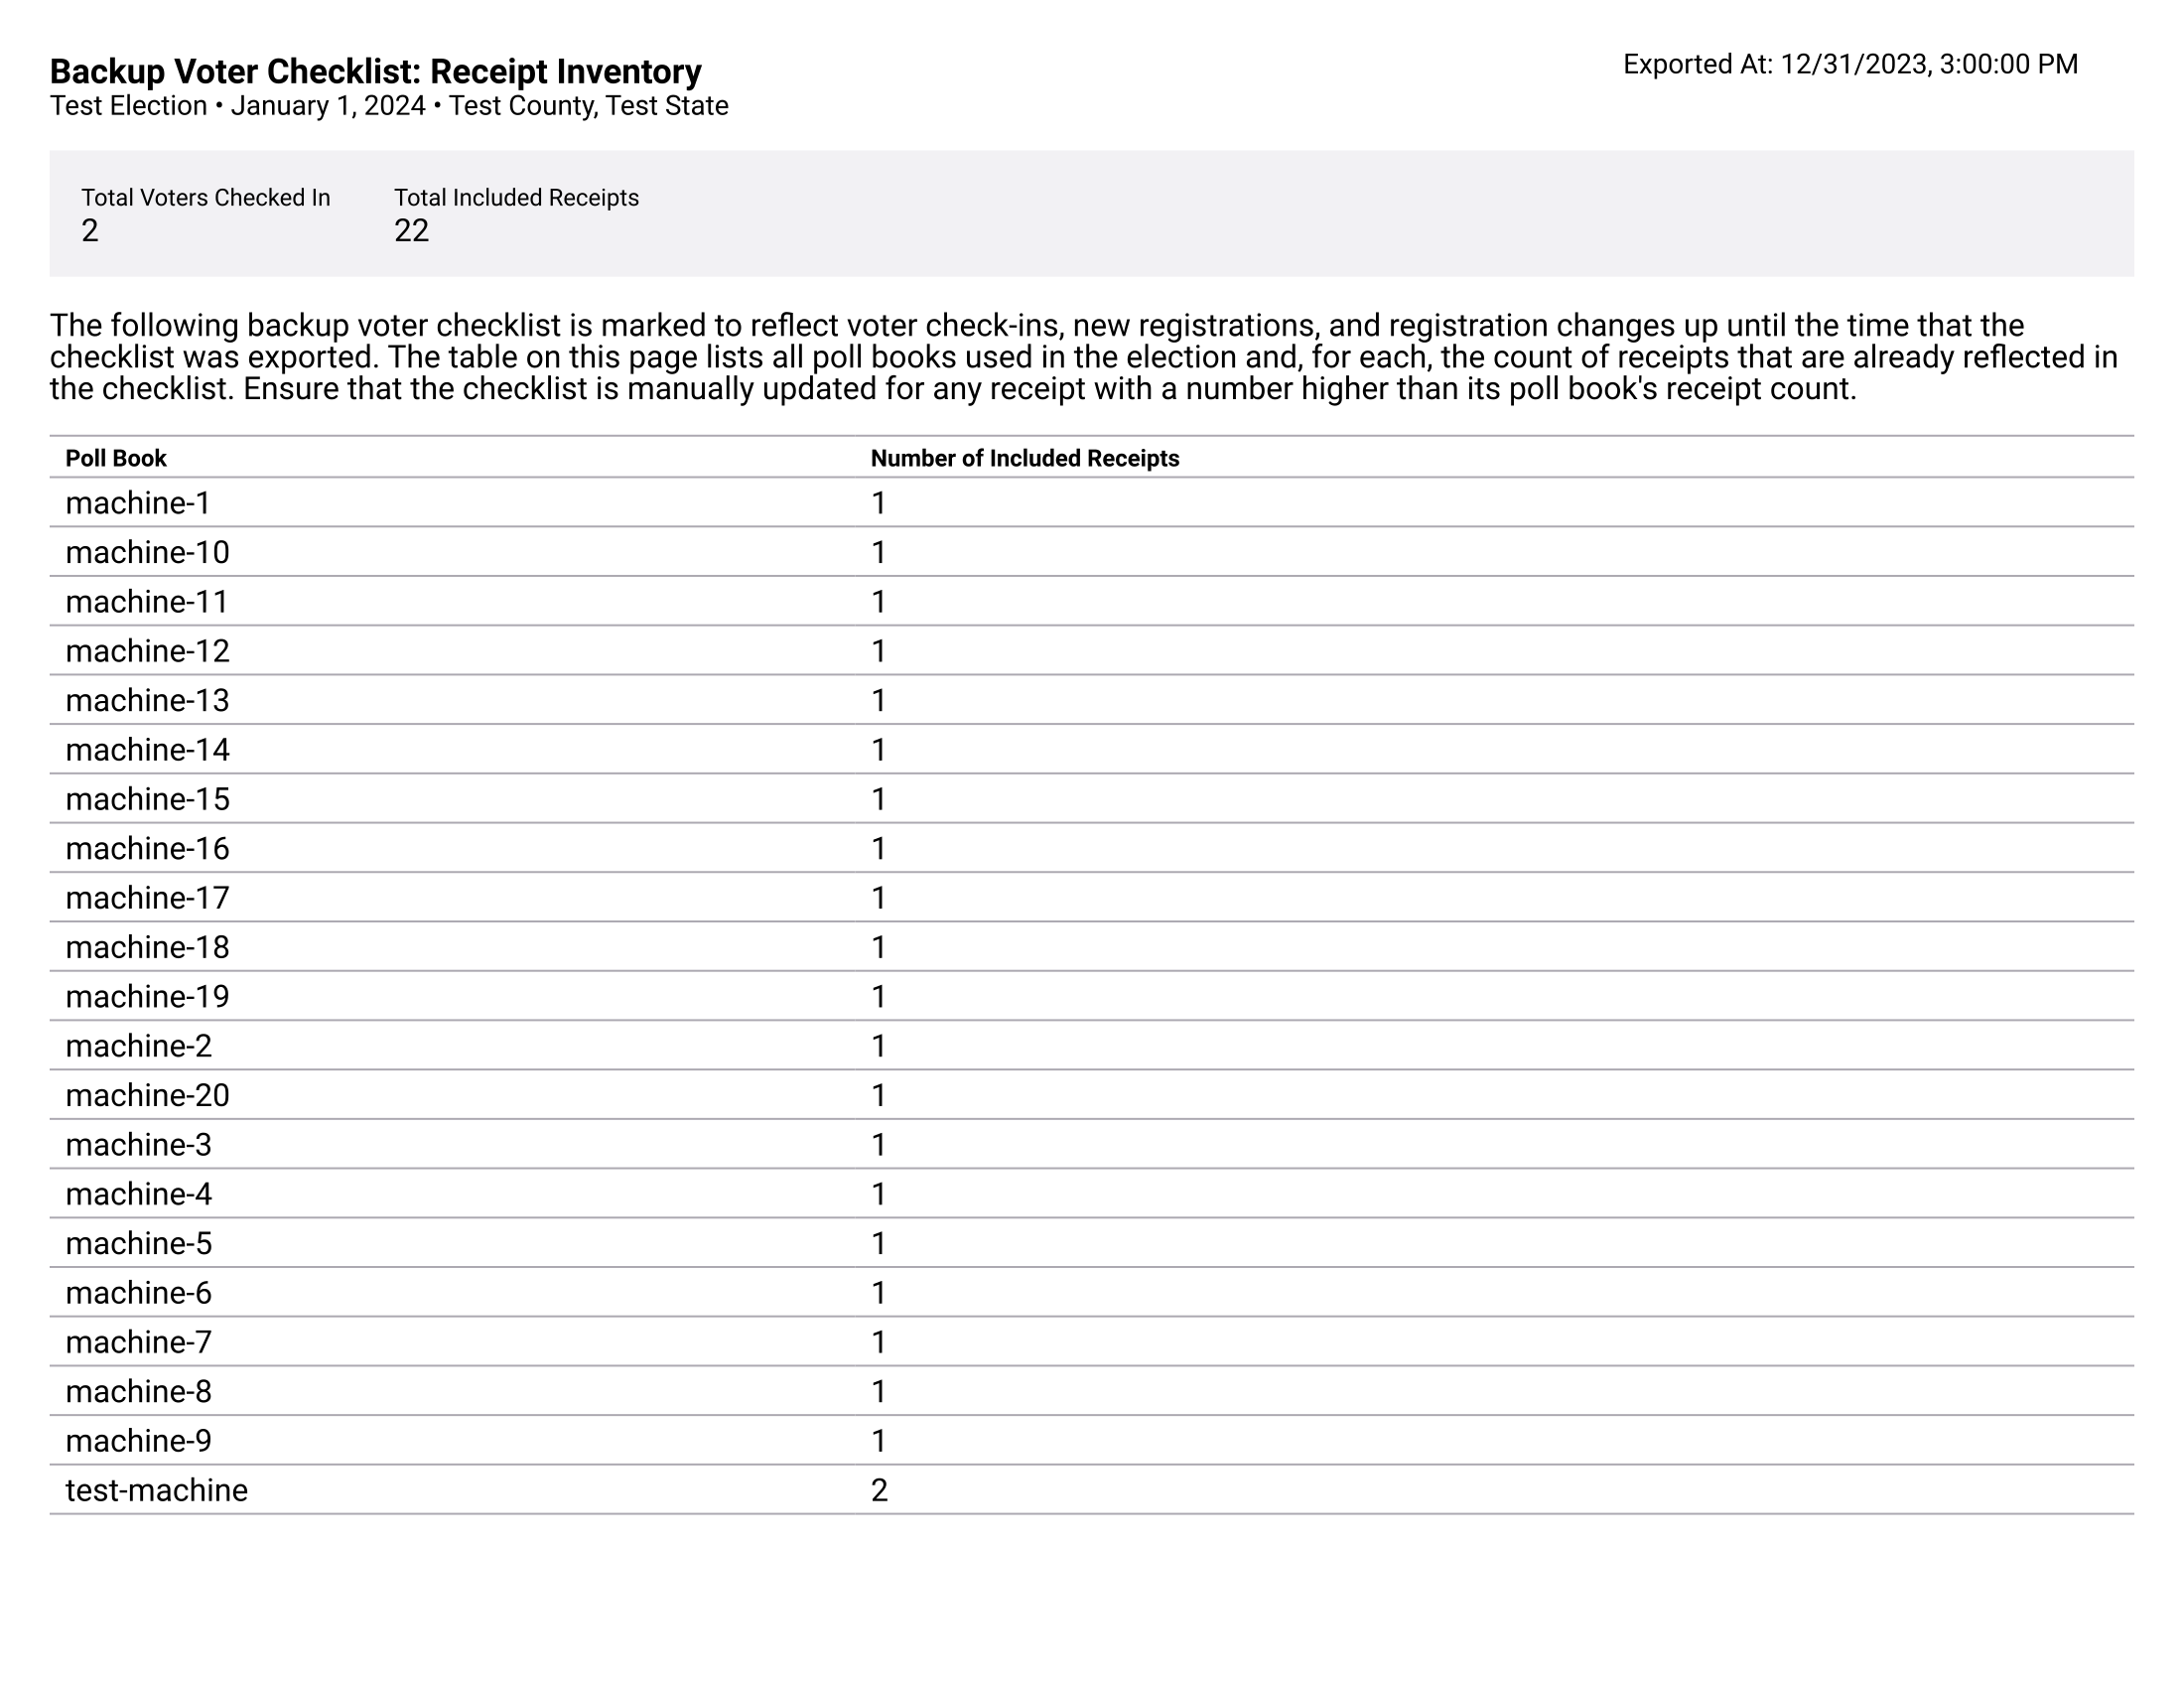 Backup Voter Checklist: Receipt Inventory
Exported At: 12/31/2023, 3:00:00 PM
Test Election • January 1, 2024 • Test County, Test State
Total Voters Checked In Total Included Receipts
2 22
The following backup voter checklist is marked to reflect voter check-ins, new registrations, and registration changes up until the time that the
checklist was exported. The table on this page lists all poll books used in the election and, for each, the count of receipts that are already reflected in
the checklist. Ensure that the checklist is manually updated for any receipt with a number higher than its poll book's receipt count.
Poll Book Number of Included Receipts
machine-1 1
machine-10 1
machine-11 1
machine-12 1
machine-13 1
machine-14 1
machine-15 1
machine-16 1
machine-17 1
machine-18 1
machine-19 1
machine-2 1
machine-20 1
machine-3 1
machine-4 1
machine-5 1
machine-6 1
machine-7 1
machine-8 1
machine-9 1
test-machine 2